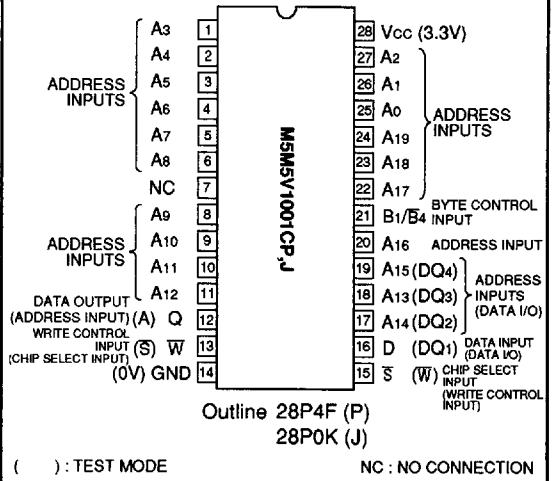 A3 1 28 Vcc (3.3V)
A4 2 27 A2
A5 3 26 A1
ADDRESS INPUTS
A6 4 25 A0
ADDRESS INPUTS
A7 5 24 A19
A8 6 23 A18
NC 7 22 A17
M5M5V1001CP,J
A9 8 21 B1/B̅4 BYTE CONTROL INPUT
ADDRESS INPUTS
A10 9 20 A16 ADDRESS INPUT
A11 10 19 A15 (DQ4)
A12 11 18 A13 (DQ3)
ADDRESS INPUTS (DATA I/O)
DATA OUTPUT
(ADDRESS INPUT) (A) Q 12 17 A14 (DQ2)
WRITE CONTROL INPUT
(CHIP SELECT INPUT) (S̅) W̅ 13 16 D (DQ1) DATA INPUT (DATA I/O)
(0V) GND 14 15 S̅ (W̅) CHIP SELECT INPUT (WRITE CONTROL INPUT)
Outline 28P4F (P)
28P0K (J)
( ) : TEST MODE NC : NO CONNECTION